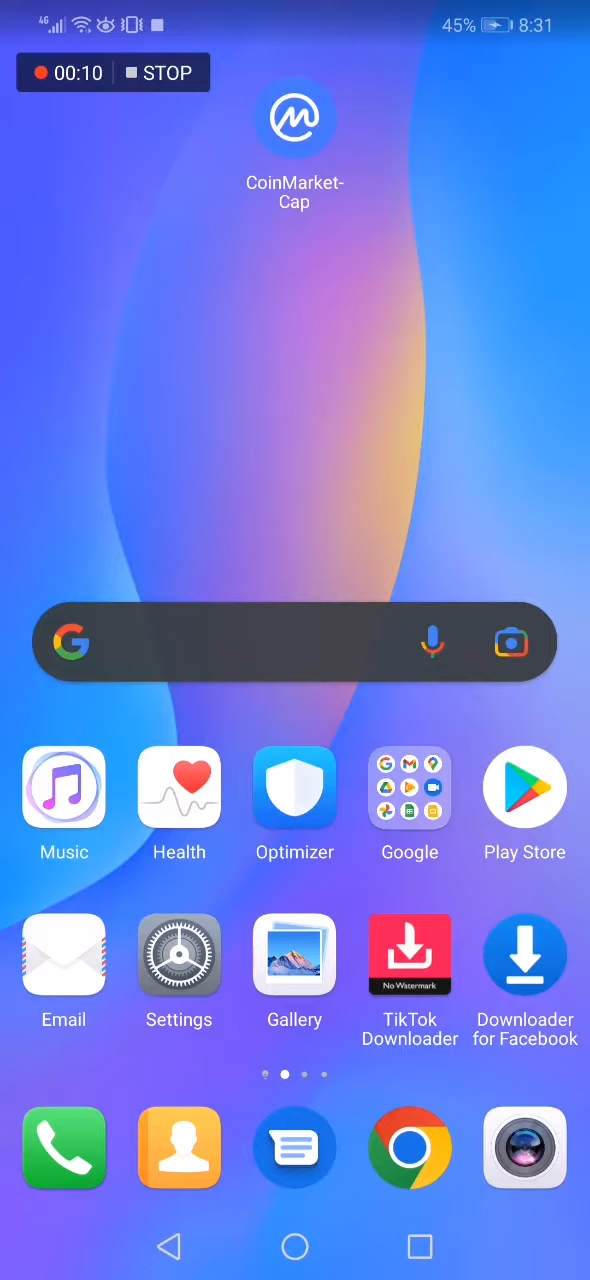 4G 45% 8:31
00:10 STOP
CoinMarket-
Cap
Music Health Optimizer Google Play Store
No Watermark
Email Settings Gallery TikTok Downloader
Downloader for Facebook